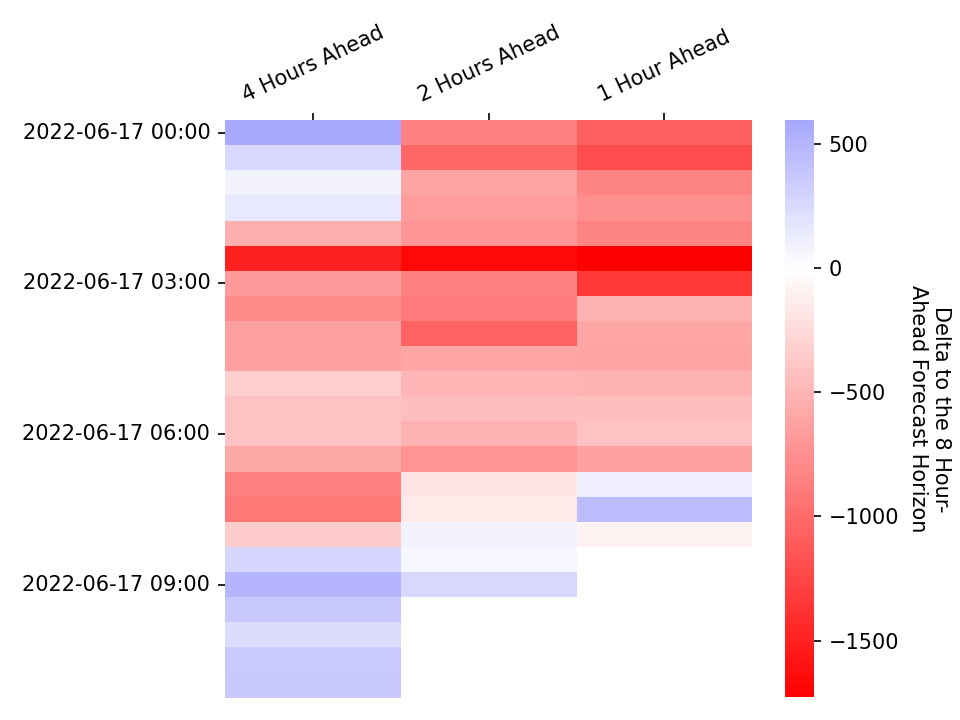 4 Hours Ahead
2 Hours Ahead
1 Hour Ahead
2022-06-17 00:00
2022-06-17 03:00
2022-06-17 06:00
2022-06-17 09:00
500
0
−500
−1000
−1500
Delta to the 8 Hour-
Ahead Forecast Horizon